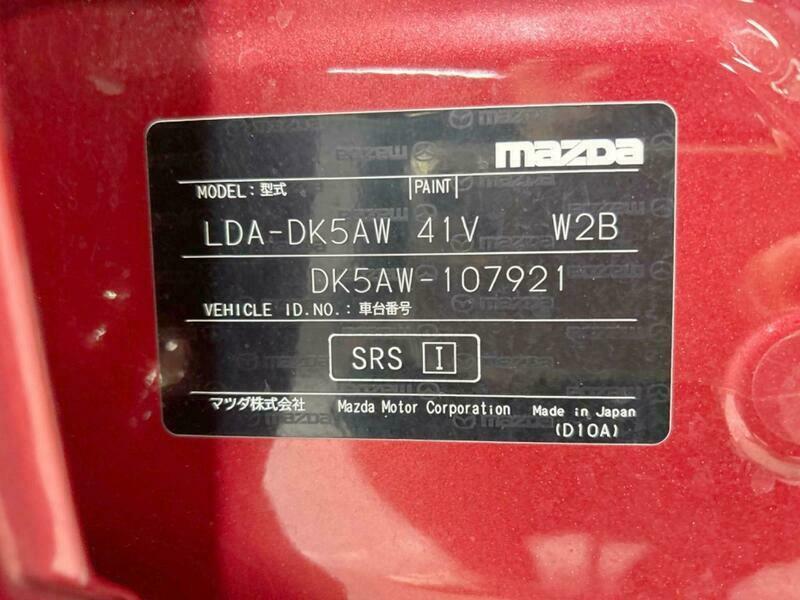 mazda
MODEL: 型式 PAINT
LDA-DK5AW 41V W2B
DK5AW-107921
VEHICLE ID.NO.: 車台番号
SRS I
マツダ株式会社 Mazda Motor Corporation Made in Japan
(D10A)